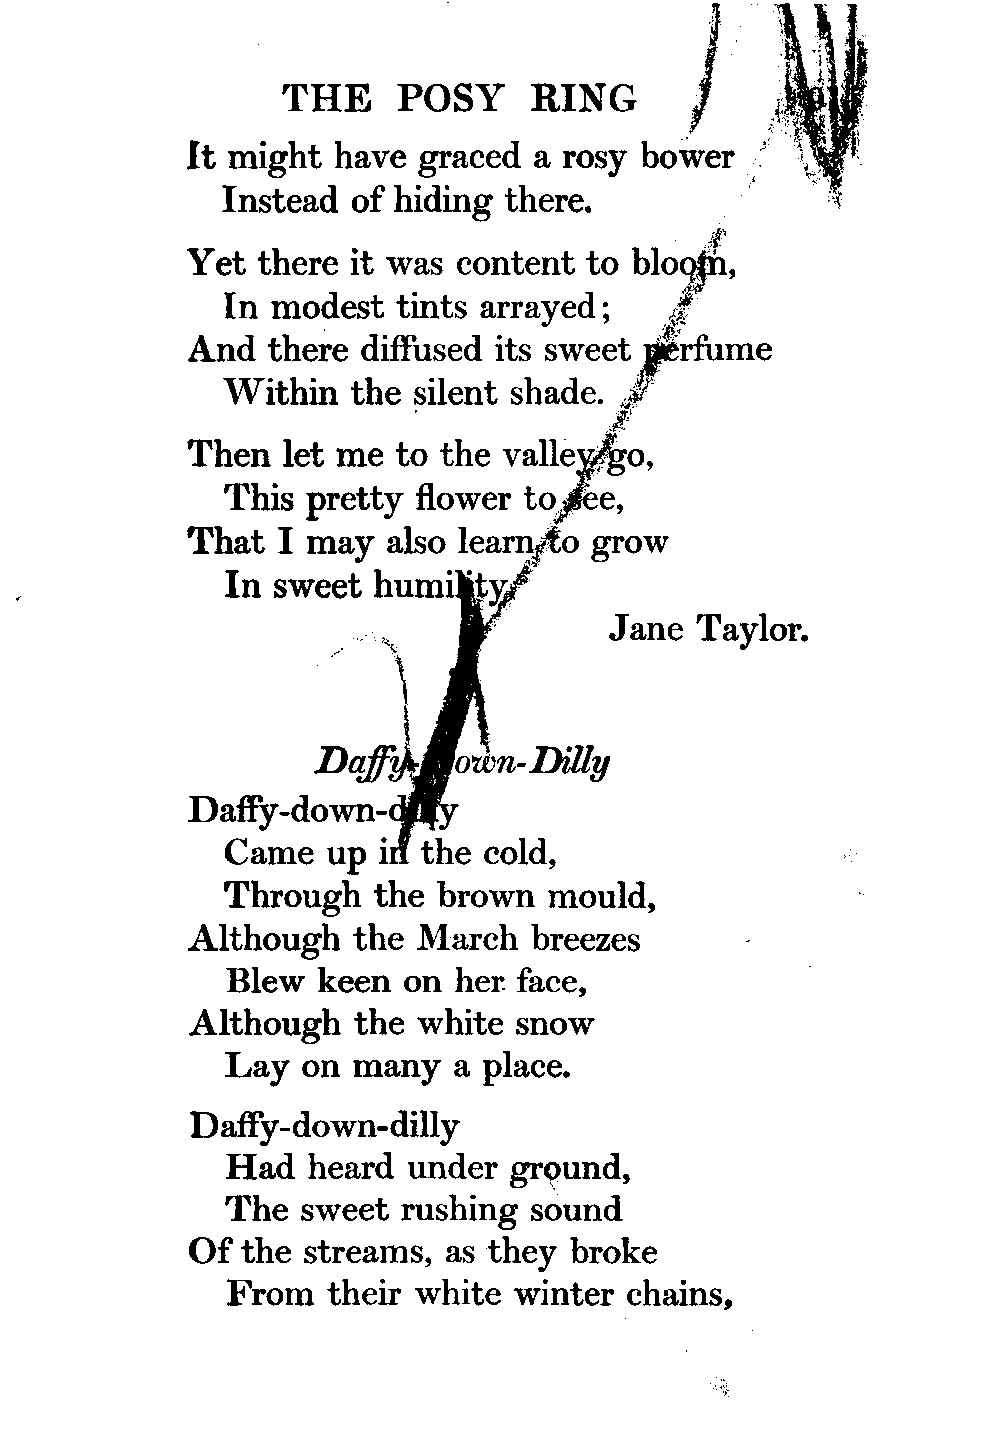 THE POSY RING
It might have graced a rosy bower
Instead of hiding there.
Yet there it was content to bloom,
In modest tints arrayed;
And there diffused its sweet perfume
Within the silent shade.
Then let me to the valley go,
This pretty flower to see,
That I may also learn to grow
In sweet humility
Jane Taylor.
Daffy-Down-Dilly
Daffy-down-dilly
Came up in the cold,
Through the brown mould,
Although the March breezes
Blew keen on her face,
Although the white snow
Lay on many a place.
Daffy-down-dilly
Had heard under ground,
The sweet rushing sound
Of the streams, as they broke
From their white winter chains,